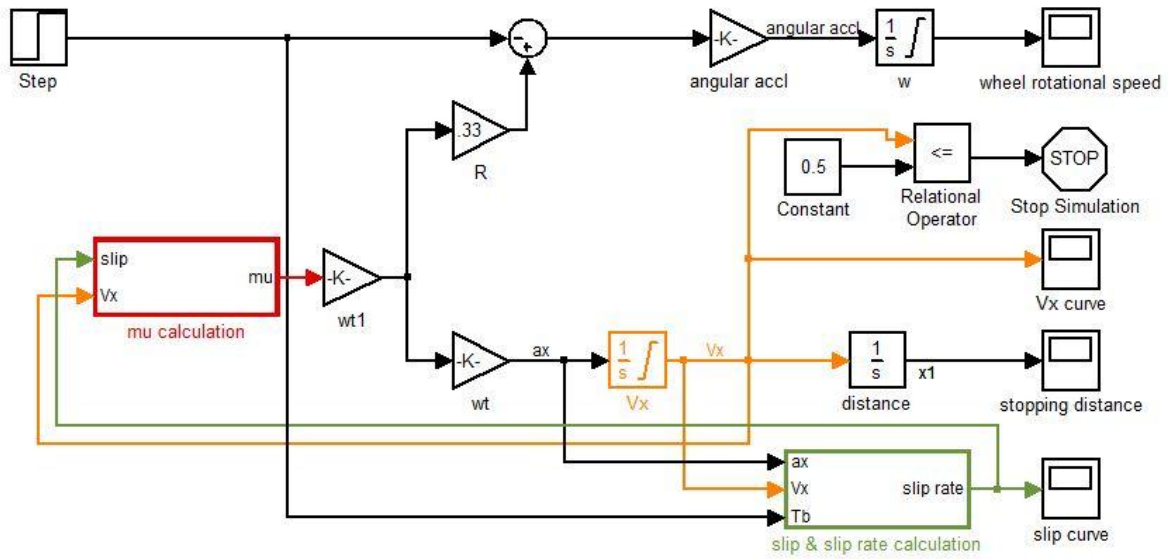 Step
-
+
-K-
angular accl
angular accl
1
s
w
wheel rotational speed
.33
R
0.5
Constant
<=
Relational
Operator
STOP
Stop Simulation
slip
Vx
mu
mu calculation
-K-
wt1
Vx curve
-K-
wt
ax
1
s
Vx
Vx
1
s
distance
x1
stopping distance
ax
Vx
Tb
slip rate
slip & slip rate calculation
slip curve